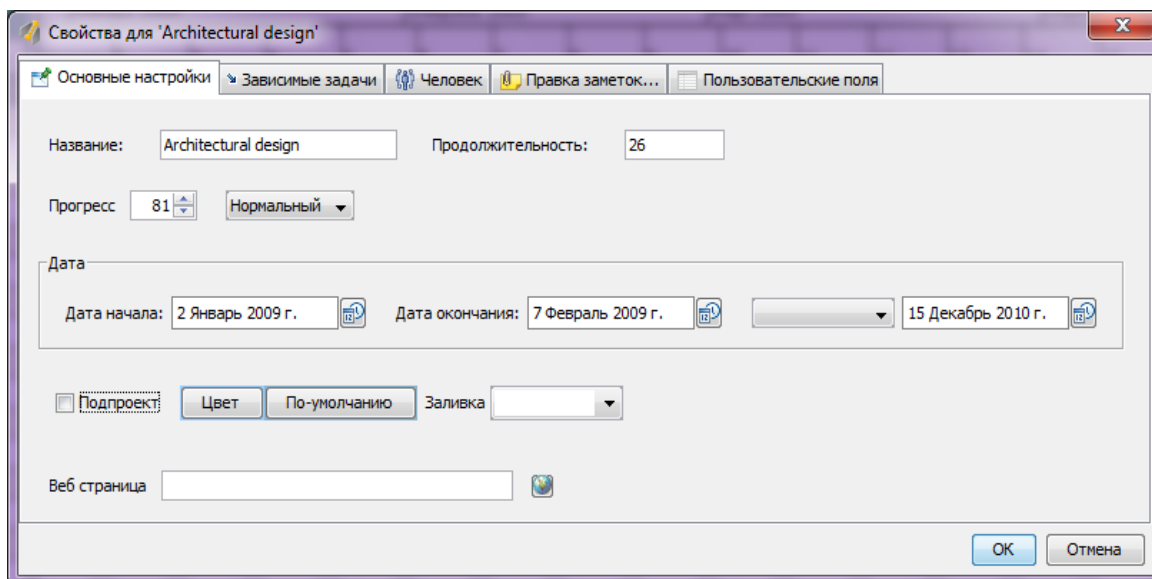 Свойства для 'Architectural design'
Основные настройки Зависимые задачи Человек Правка заметок... Пользовательские поля
Название: Architectural design Продолжительность: 26
Прогресс 81 Нормальный
Дата
Дата начала: 2 Январь 2009 г. Дата окончания: 7 Февраль 2009 г. 15 Декабрь 2010 г.
Подпроект Цвет По-умолчанию Заливка
Веб страница
OK Отмена